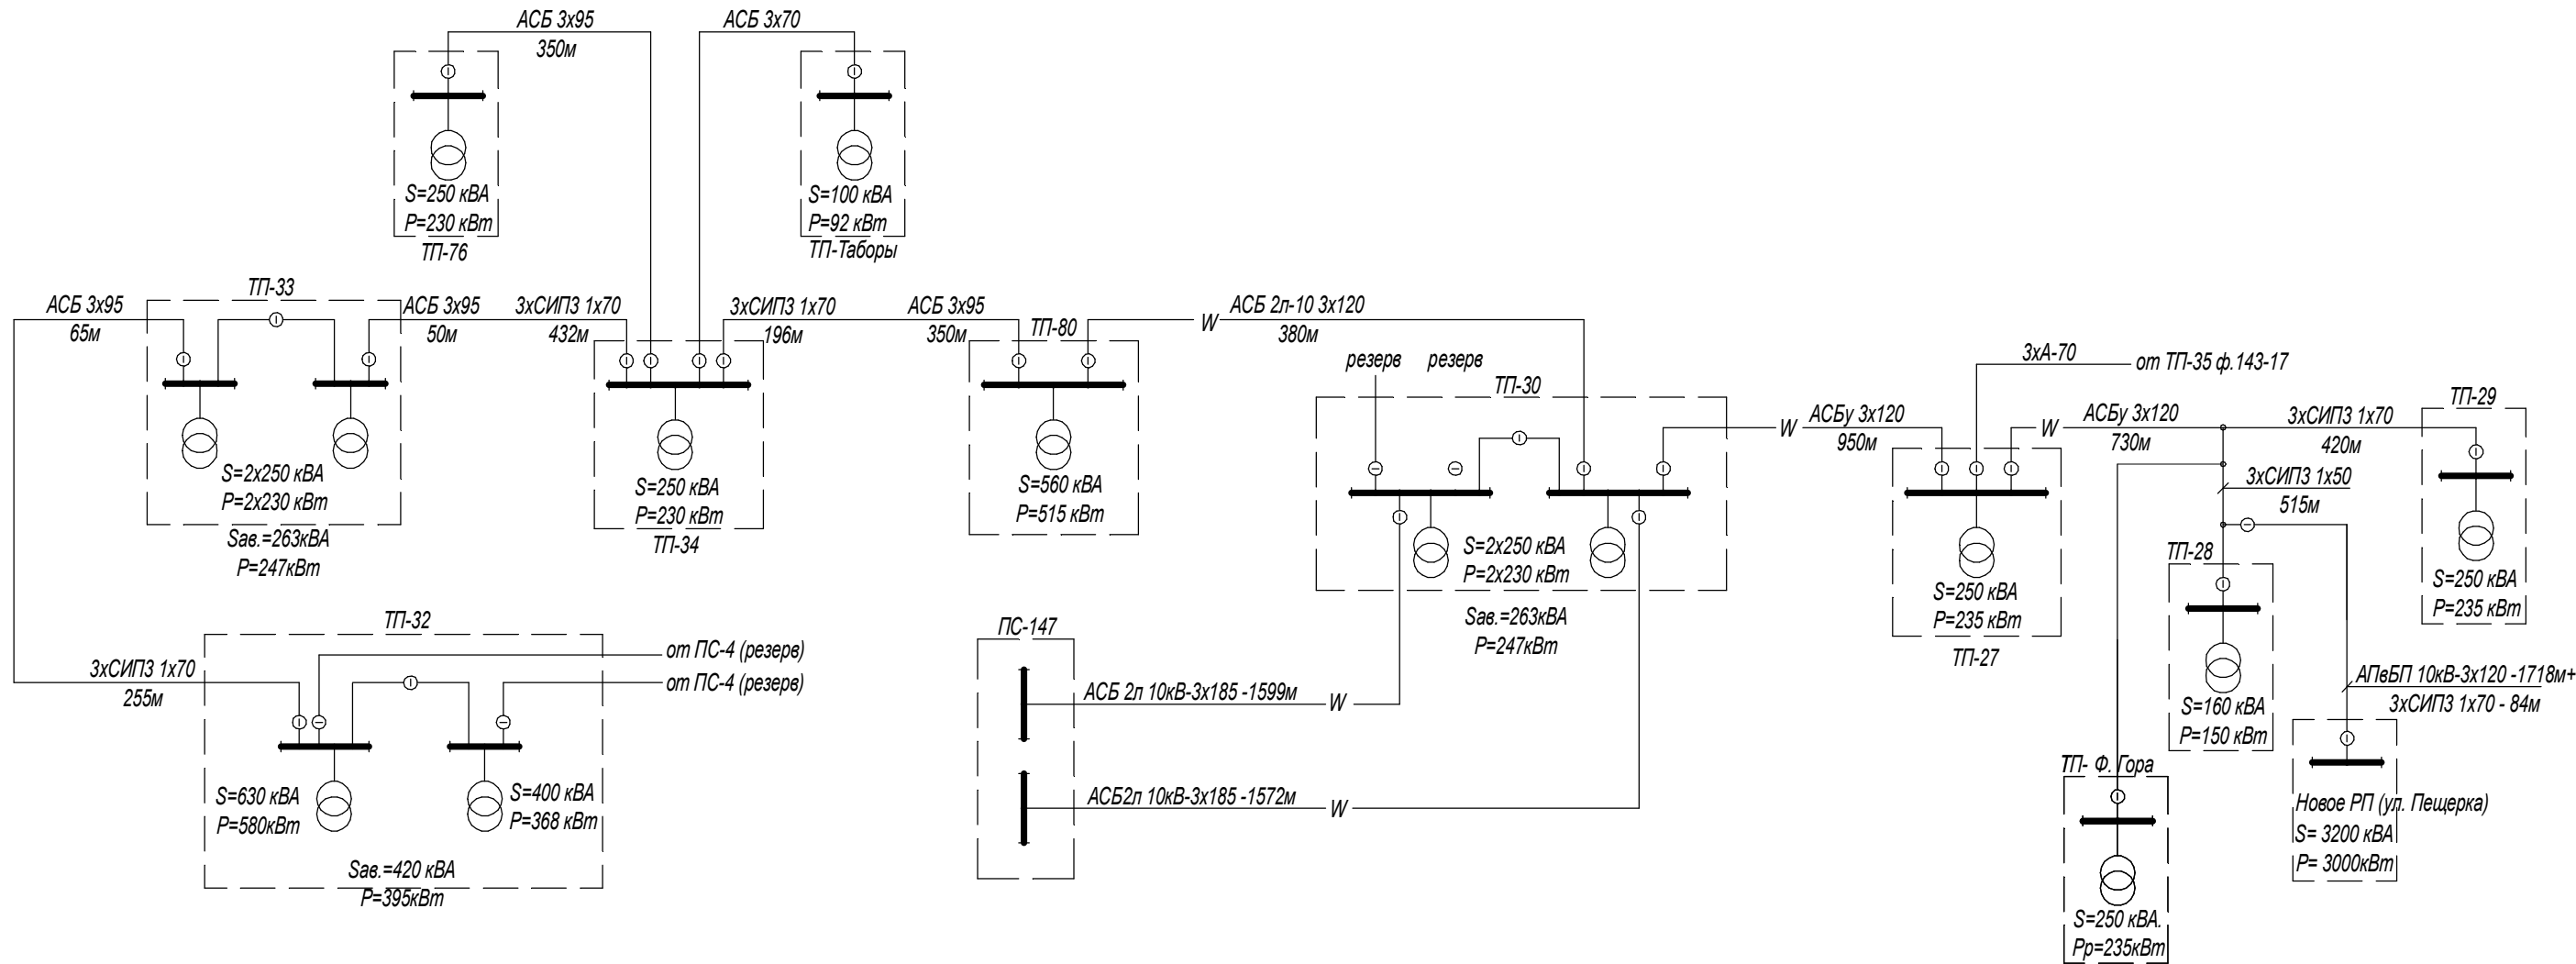 АСБ 3х95
350м
АСБ 3х70
S=250 кВА
P=230 кВт
ТП-76
S=100 кВА
P=92 кВт
ТП-Таборы
АСБ 3х95
65м
ТП-33
АСБ 3х95
50м
3хСИП3 1х70
432м
3хСИП3 1х70
196м
АСБ 3х95
350м
ТП-80
W
АСБ 2л-10 3х120
380м
S=2х250 кВА
P=2х230 кВт
Sав.=263кВА
P=247кВт
S=250 кВА
P=230 кВт
ТП-34
S=560 кВА
P=515 кВт
резерв
резерв
ТП-30
S=2х250 кВА
P=2х230 кВт
Sав.=263кВА
P=247кВт
W
АСБу 3х120
950м
3хА-70
от ТП-35 ф.143-17
W
АСБу 3х120
730м
3хСИП3 1х70
420м
ТП-29
3хСИП3 1х50
515м
S=250 кВА
P=235 кВт
ТП-27
ТП-28
S=160 кВА
P=150 кВт
S=250 кВА
P=235 кВт
АПвБП 10кВ-3х120 -1718м+
3хСИП3 1х70 - 84м
Новое РП (ул. Пещерка)
S= 3200 кВА
P= 3000кВт
ТП- Ф. Гора
S=250 кВА.
Pр=235кВт
ТП-32
от ПС-4 (резерв)
от ПС-4 (резерв)
3хСИП3 1х70
255м
S=630 кВА
P=580кВт
S=400 кВА
P=368 кВт
Sав.=420 кВА
P=395кВт
ПС-147
АСБ 2л 10кВ-3х185 -1599м
W
АСБ2л 10кВ-3х185 -1572м
W